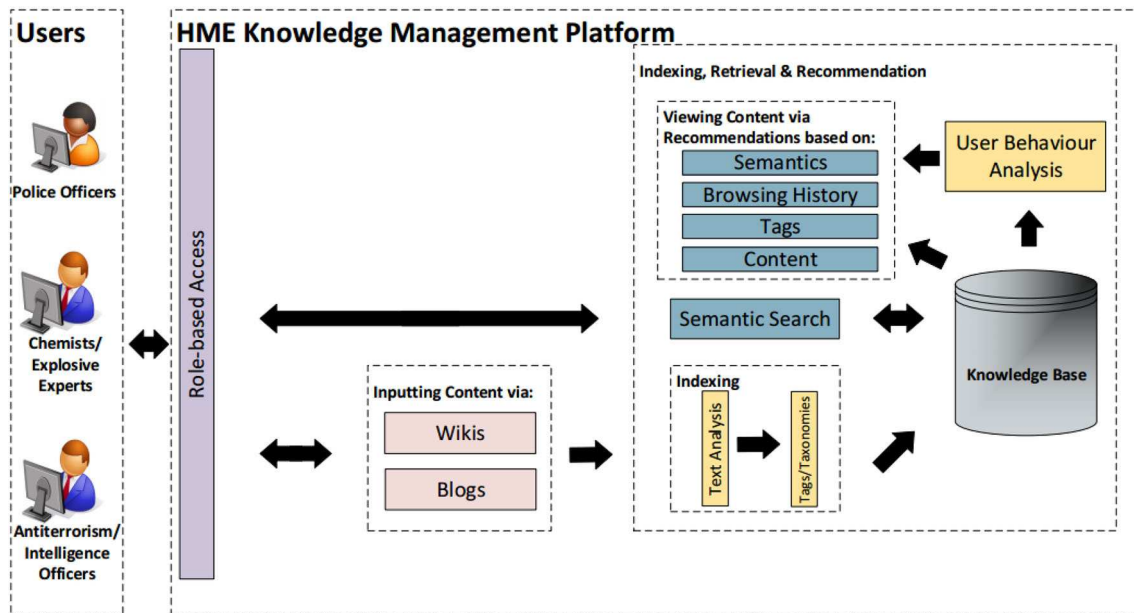 Users
Police Officers
Chemists/
Explosive
Experts
Antiterrorism/
Intelligence
Officers
HME Knowledge Management Platform
Role-based Access
Inputting Content via:
Wikis
Blogs
Indexing, Retrieval & Recommendation
Viewing Content via
Recommendations based on:
Semantics
Browsing History
Tags
Content
User Behaviour
Analysis
Semantic Search
Knowledge Base
Indexing
Text Analysis
Tags/Taxonomies